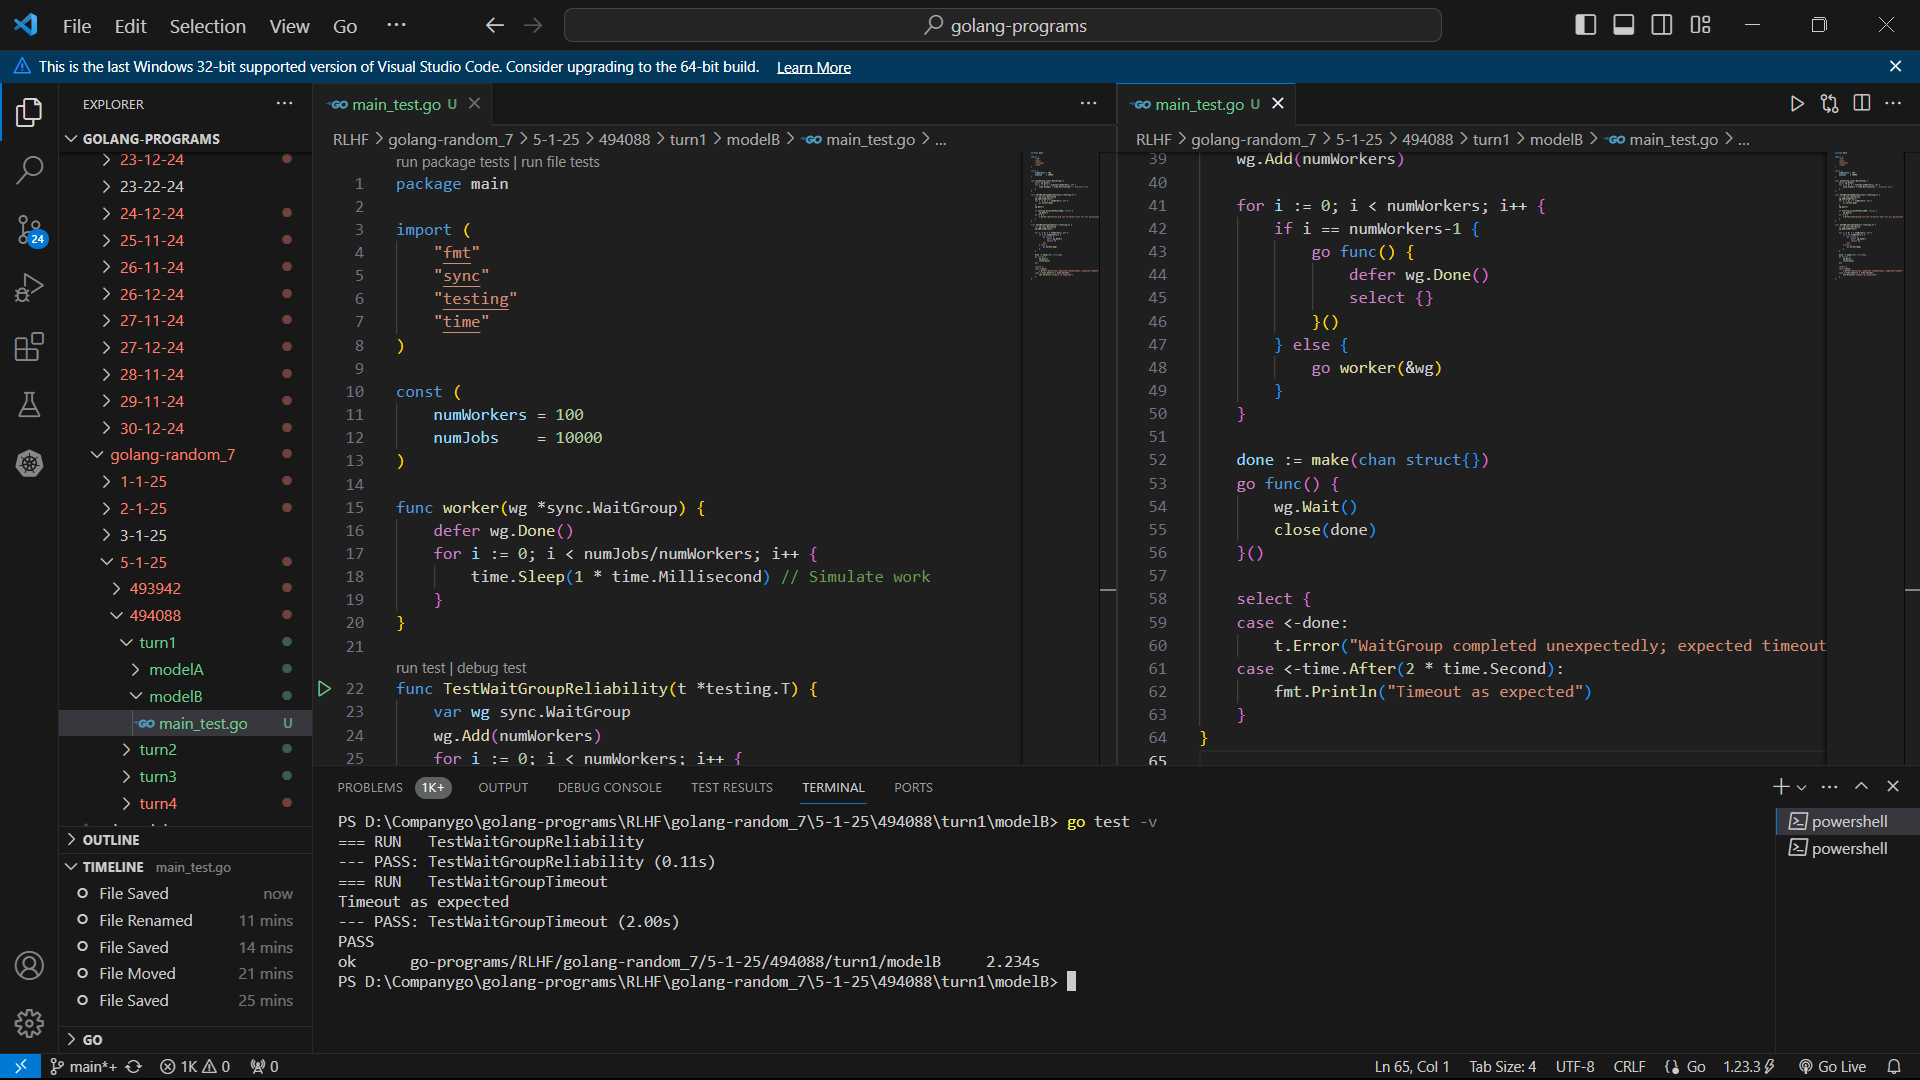 File Edit Selection View Go ···
golang-programs
This is the last Windows 32-bit supported version of Visual Studio Code. Consider upgrading to the 64-bit build. Learn More
EXPLORER
GOLANG-PROGRAMS
23-12-24
23-22-24
24-12-24
25-11-24
26-11-24
26-12-24
27-11-24
27-12-24
28-11-24
29-11-24
30-12-24
golang-random_7
1-1-25
2-1-25
3-1-25
5-1-25
493942
494088
turn1
modelA
modelB
main_test.go U
turn2
turn3
turn4
OUTLINE
TIMELINE main_test.go
File Saved now
File Renamed 11 mins
File Saved 14 mins
File Moved 21 mins
File Saved 25 mins
GO
24
main_test.go U
RLHF > golang-random_7 > 5-1-25 > 494088 > turn1 > modelB > main_test.go > ...
run package tests | run file tests
1 package main
2
3 import (
4 "fmt"
5 "sync"
6 "testing"
7 "time"
8 )
9
10 const (
11 numWorkers = 100
12 numJobs    = 10000
13 )
14
15 func worker(wg *sync.WaitGroup) {
16 defer wg.Done()
17 for i := 0; i < numJobs/numWorkers; i++ {
18 time.Sleep(1 * time.Millisecond) // Simulate work
19 }
20 }
21
run test | debug test
22 func TestWaitGroupReliability(t *testing.T) {
23 var wg sync.WaitGroup
24 wg.Add(numWorkers)
25 for i := 0; i < numWorkers; i++ {
main_test.go U
RLHF > golang-random_7 > 5-1-25 > 494088 > turn1 > modelB > main_test.go > ...
39 wg.Add(numWorkers)
40
41 for i := 0; i < numWorkers; i++ {
42 if i == numWorkers-1 {
43 go func() {
44 defer wg.Done()
45 select {}
46 }()
47 } else {
48 go worker(&wg)
49 }
50 }
51
52 done := make(chan struct{})
53 go func() {
54 wg.Wait()
55 close(done)
56 }()
57
58 select {
59 case <-done:
60 t.Error("WaitGroup completed unexpectedly; expected timeout
61 case <-time.After(2 * time.Second):
62 fmt.Println("Timeout as expected")
63 }
64 }
65
PROBLEMS 1K+ OUTPUT DEBUG CONSOLE TEST RESULTS TERMINAL PORTS
PS D:\Companygo\golang-programs\RLHF\golang-random_7\5-1-25\494088\turn1\modelB> go test -v
=== RUN   TestWaitGroupReliability
--- PASS: TestWaitGroupReliability (0.11s)
=== RUN   TestWaitGroupTimeout
Timeout as expected
--- PASS: TestWaitGroupTimeout (2.00s)
PASS
ok      go-programs/RLHF/golang-random_7/5-1-25/494088/turn1/modelB     2.234s
PS D:\Companygo\golang-programs\RLHF\golang-random_7\5-1-25\494088\turn1\modelB>
powershell
powershell
main*+ 1K 0 0 Ln 65, Col 1 Tab Size: 4 UTF-8 CRLF Go 1.23.3 Go Live